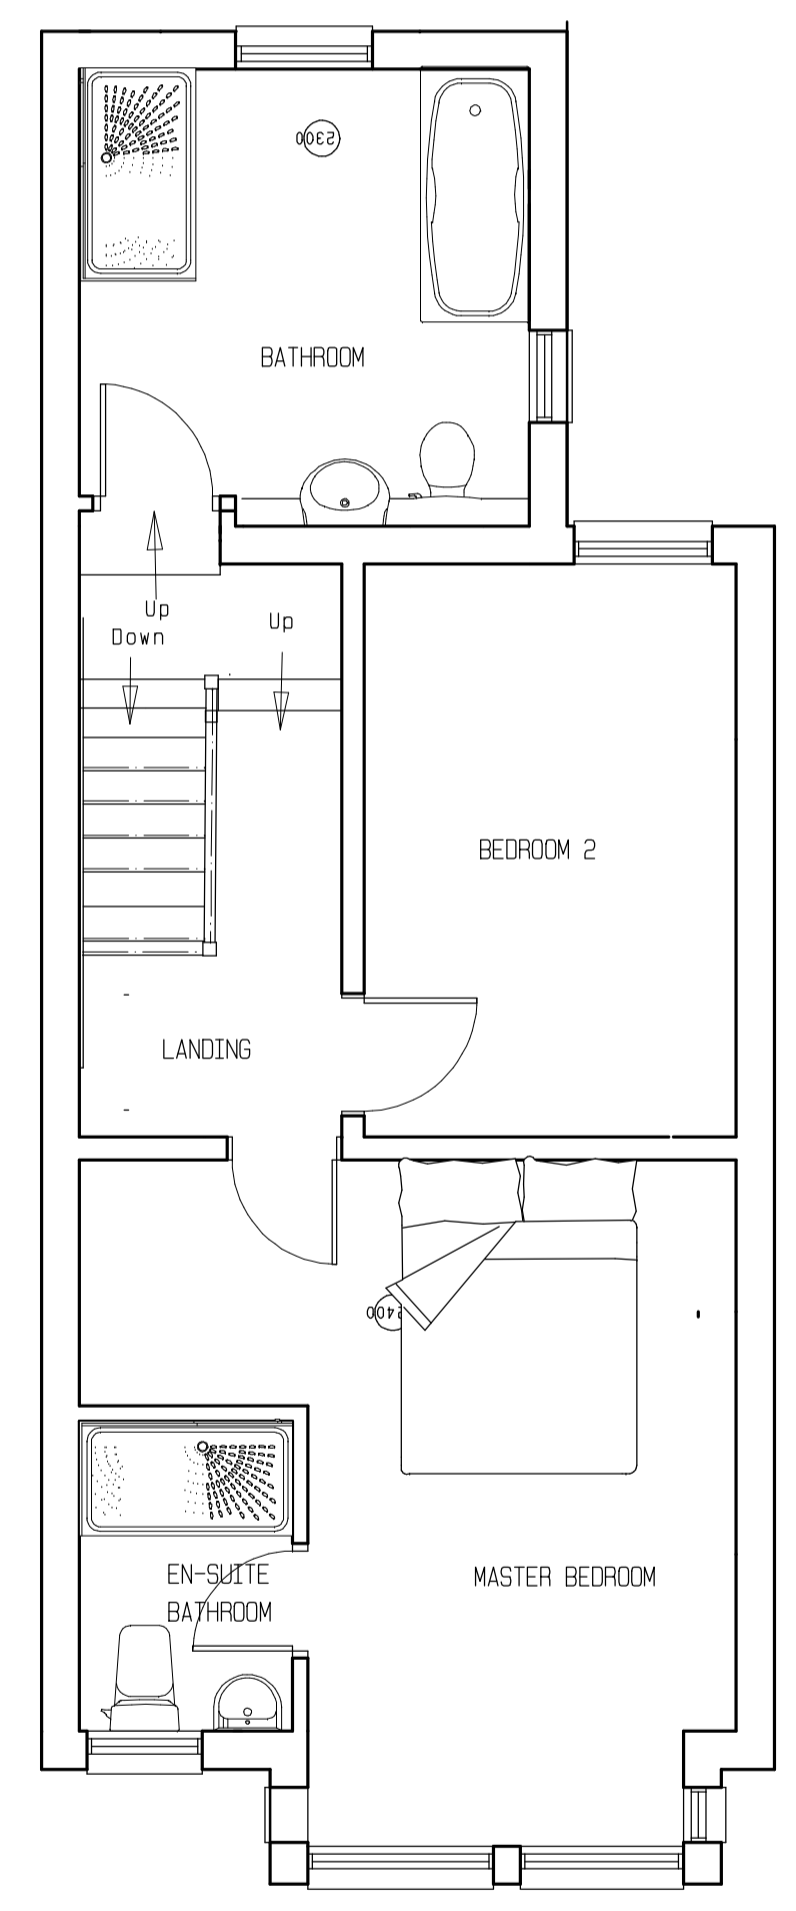 2300
BATHROOM
Up
Down
Up
BEDROOM 2
LANDING
2400
EN-SUITE
BATHROOM
MASTER BEDROOM